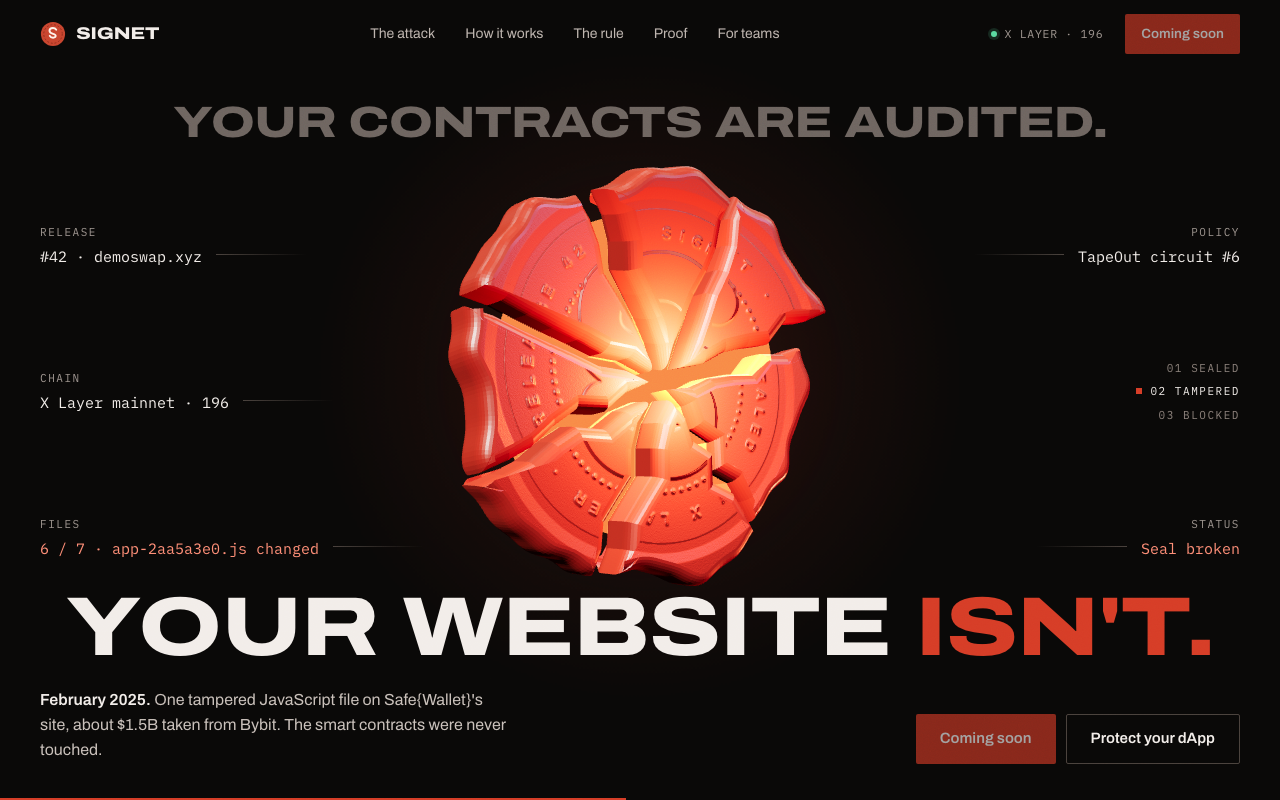 S SIGNET
The attack How it works The rule Proof For teams
X LAYER · 196
Coming soon
YOUR CONTRACTS ARE AUDITED.
RELEASE
#42 · demoswap.xyz
POLICY
TapeOut circuit #6
CHAIN
X Layer mainnet · 196
01 SEALED
02 TAMPERED
03 BLOCKED
FILES
6 / 7 · app-2aa5a3e0.js changed
STATUS
Seal broken
YOUR WEBSITE ISN'T.
February 2025. One tampered JavaScript file on Safe{Wallet}'s
site, about $1.5B taken from Bybit. The smart contracts were never
touched.
Coming soon
Protect your dApp